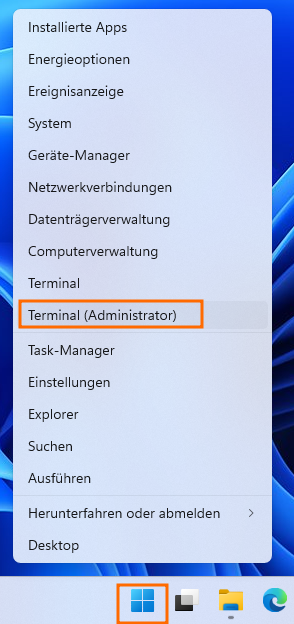 Installierte Apps
Energieoptionen
Ereignisanzeige
System
Geräte-Manager
Netzwerkverbindungen
Datenträgerverwaltung
Computerverwaltung
Terminal
Terminal (Administrator)
Task-Manager
Einstellungen
Explorer
Suchen
Ausführen
Herunterfahren oder abmelden
Desktop